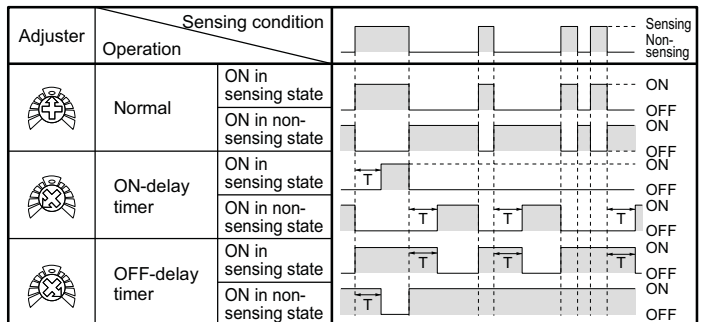 Adjuster
Sensing condition
Operation
Sensing
Non-
sensing
Normal
ON in
sensing state
ON
OFF
ON in non-
sensing state
ON
OFF
ON-delay
timer
ON in
sensing state
T
ON
OFF
ON in non-
sensing state
T
T
T
ON
OFF
OFF-delay
timer
ON in
sensing state
T
T
T
ON
OFF
ON in non-
sensing state
T
ON
OFF